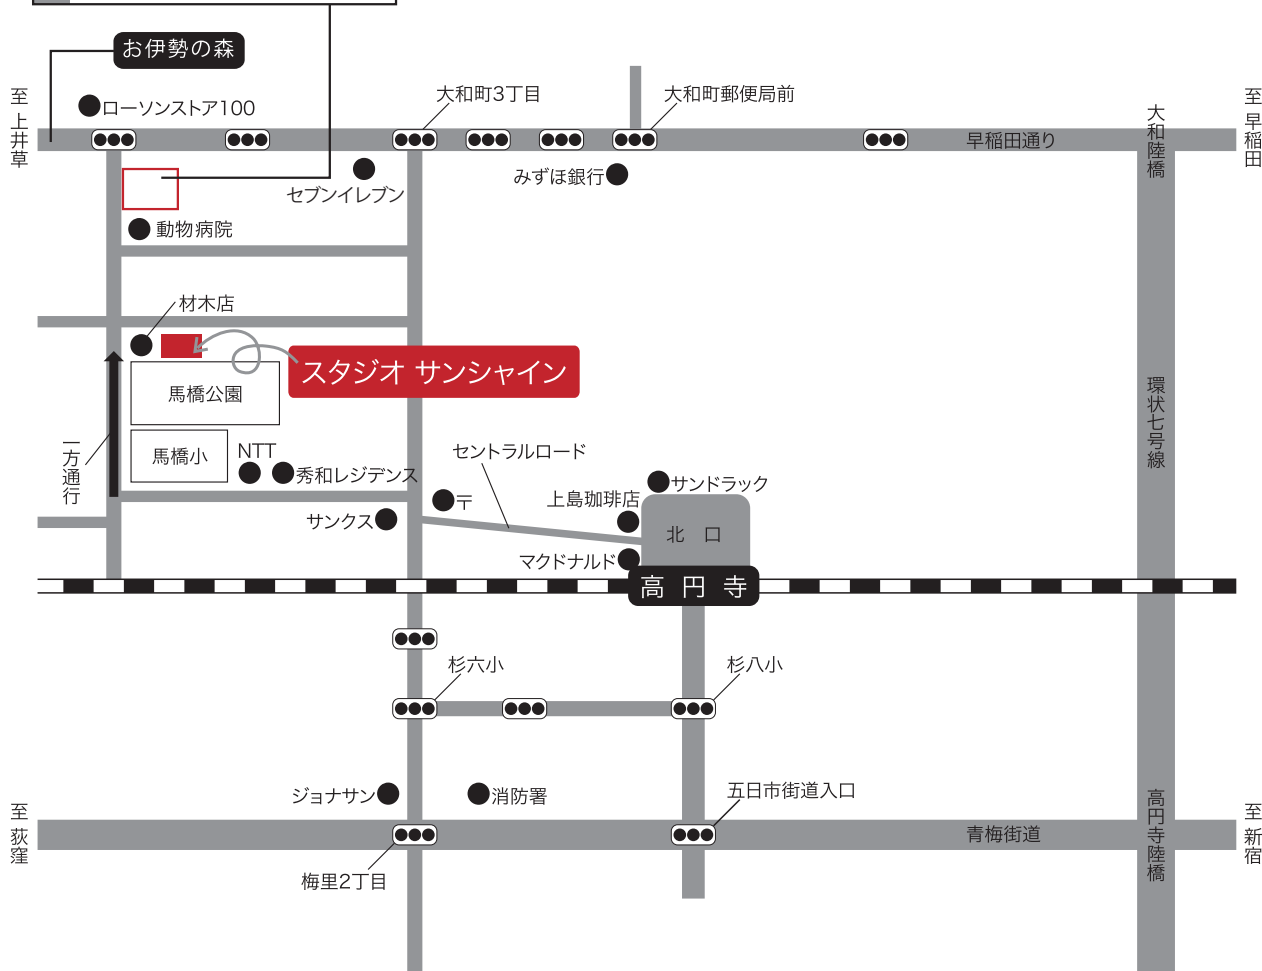 お伊勢の森
ローソンストア100
大和町3丁目
大和町郵便局前
至 上井草
至 早稲田
大和陸橋
早稲田通り
セブンイレブン
みずほ銀行
動物病院
材木店
スタジオ サンシャイン
馬橋公園
馬橋小
NTT
秀和レジデンス
一方通行
環状七号線
セントラルロード
サンクス
〒
上島珈琲店
サンドラック
北 口
マクドナルド
高 円 寺
杉六小
杉八小
ジョナサン
消防署
五日市街道入口
至 荻窪
青梅街道
高円寺陸橋
至 新宿
梅里2丁目